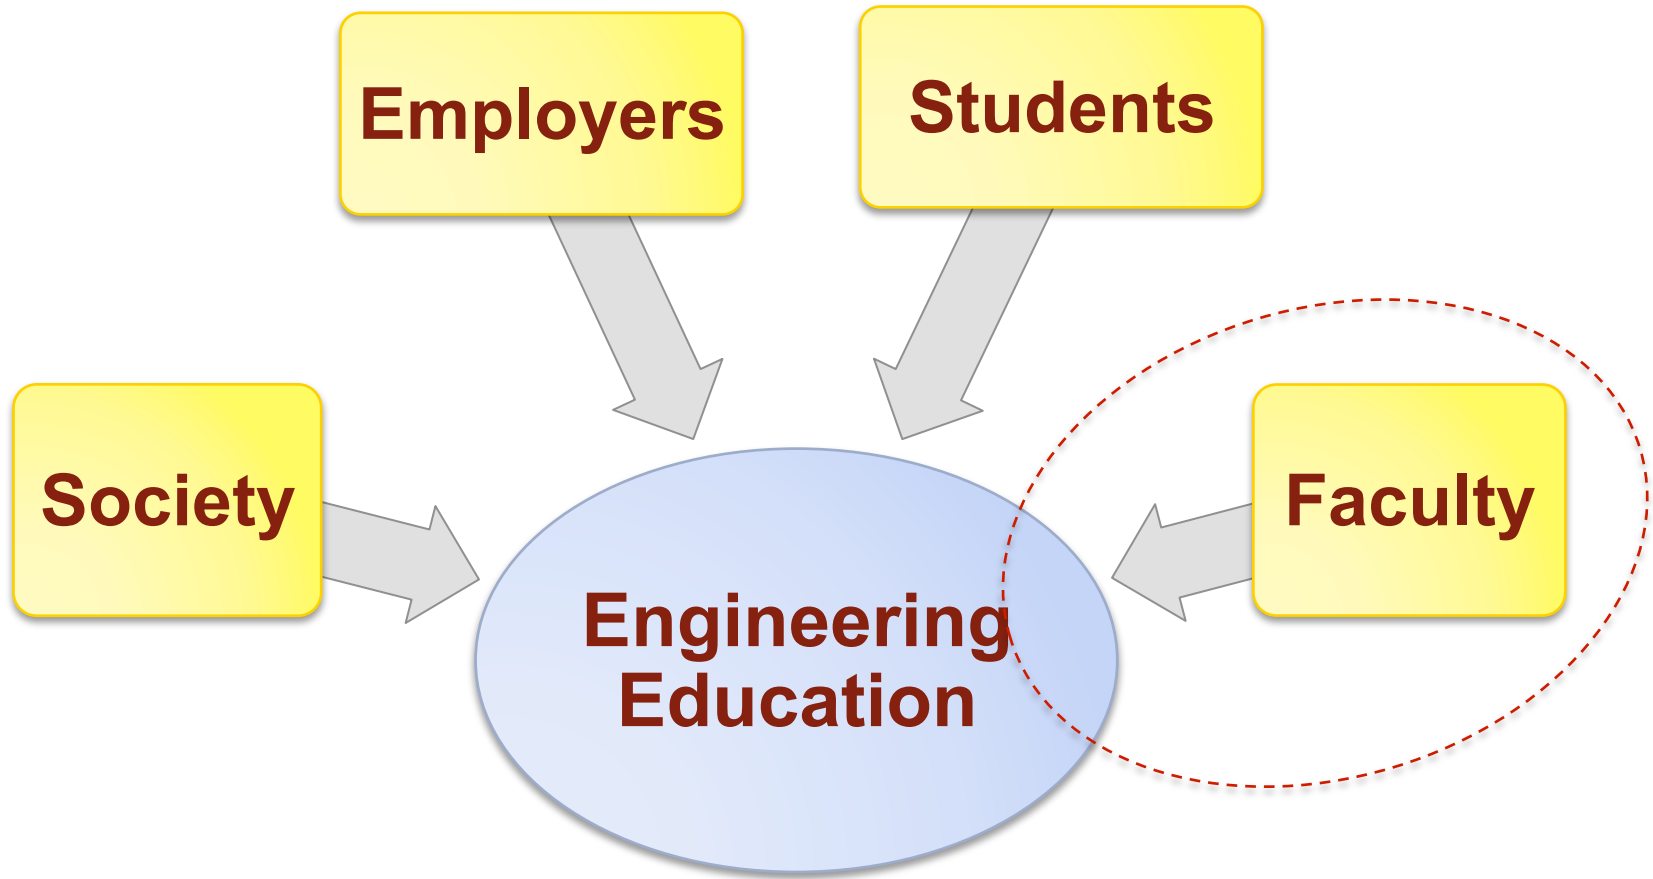 Employers
Students
Society
Faculty
Engineering
Education